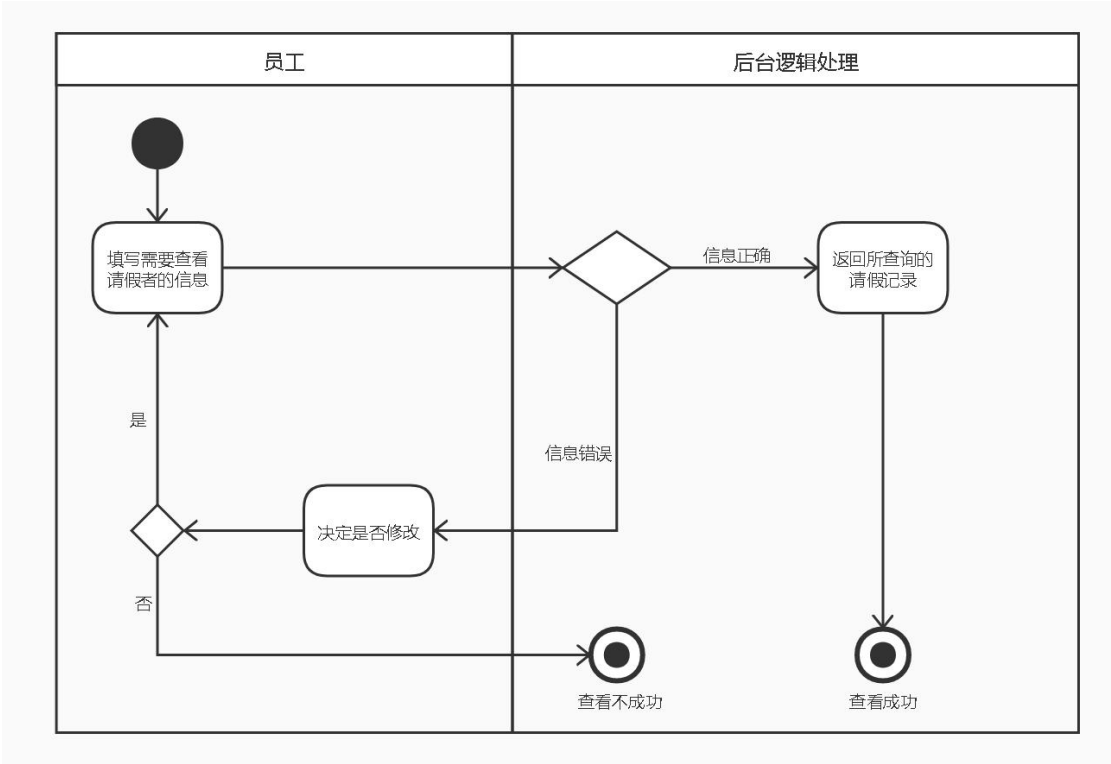 员工
后台逻辑处理
填写需要查看
请假者的信息
信息正确
返回所查询的
请假记录
是
信息错误
决定是否修改
否
查看不成功
查看成功